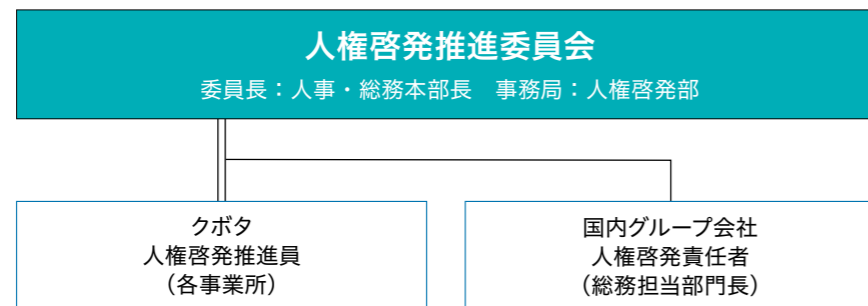 人権啓発推進委員会
委員長：人事・総務本部長　事務局：人権啓発部
クボタ
人権啓発推進員
（各事業所）
国内グループ会社
人権啓発責任者
（総務担当部門長）